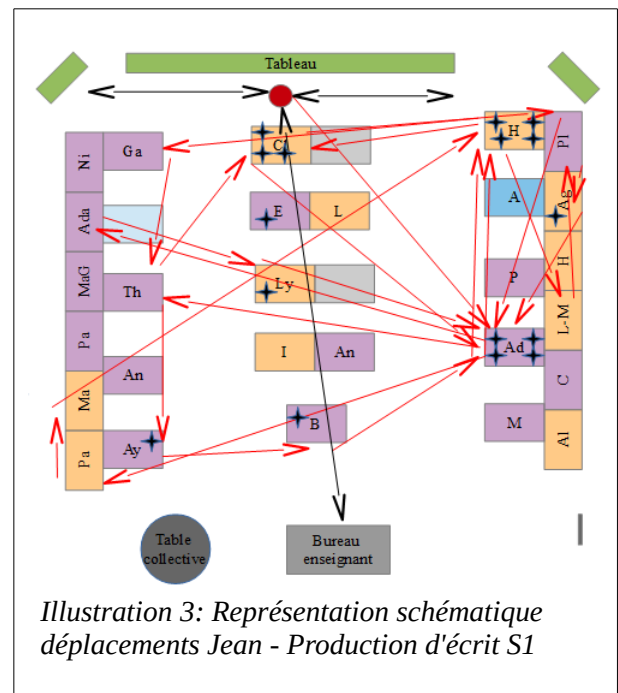 Tableau
Ni
Ga
C
H
Pl
Ada
E
L
A
Ag
MaG
Th
Ly
P
H
Pa
I
An
Ad
L-M
Ma
An
C
Pa
Ay
B
M
Al
Table
collective
Bureau
enseignant
Illustration 3: Représentation schématique
déplacements Jean - Production d'écrit S1